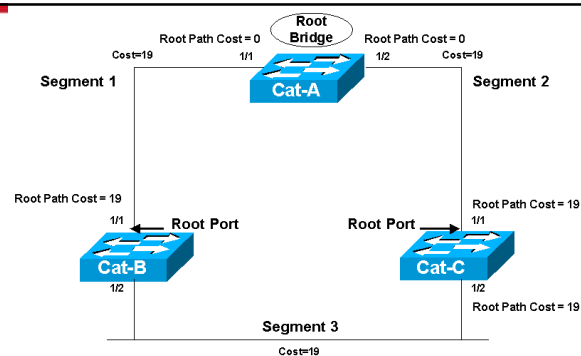 Root
Bridge
Root Path Cost = 0
Root Path Cost = 0
Cost=19
1/1
1/2
Cost=19
Segment 1
Cat-A
Segment 2
Root Path Cost = 19
Root Path Cost = 19
1/1
Root Port
Root Port
1/1
Cat-B
Cat-C
1/2
1/2
Root Path Cost = 19
Segment 3
Cost=19